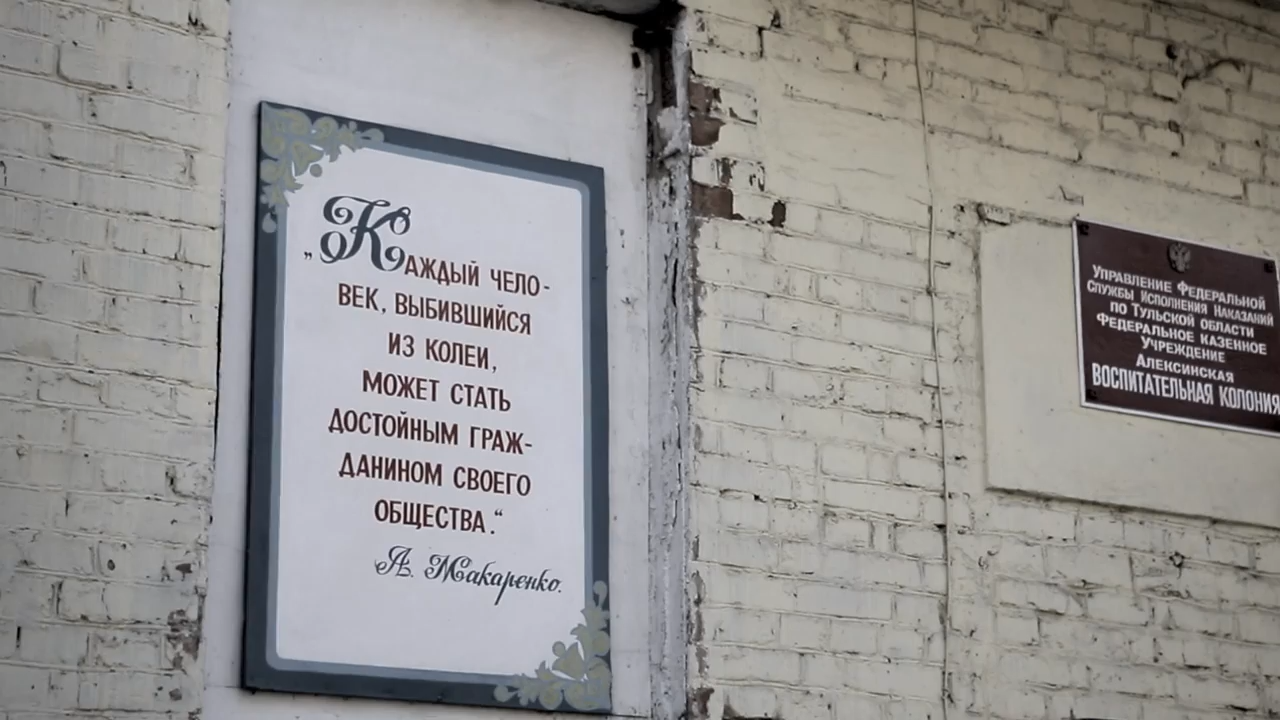 „Каждый чело-
век, выбившийся
из колеи,
может стать
достойным граж-
данином своего
общества.“
А. Макаренко.
Управление Федеральной
службы исполнения наказаний
по Тульской области
Федеральное казенное
учреждение
Алексинская
ВОСПИТАТЕЛЬНАЯ КОЛОНИЯ